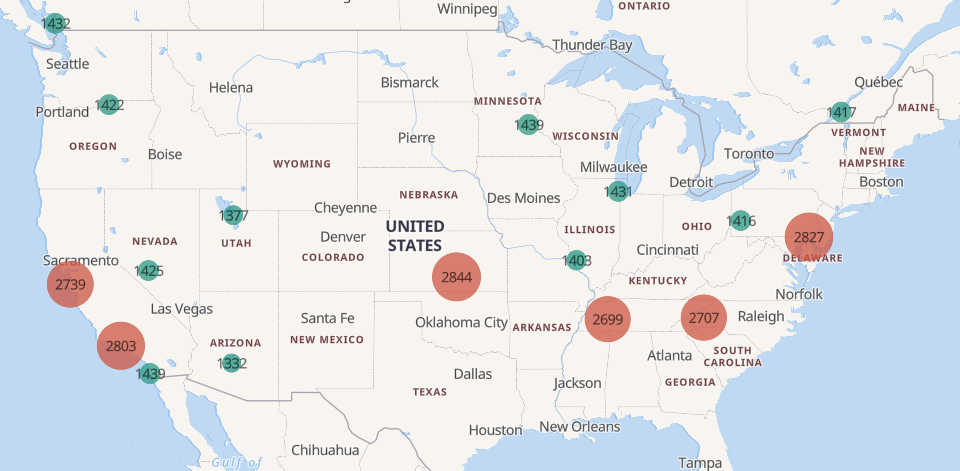 Winnipeg
ONTARIO
1432
Thunder Bay
Seattle
Québec
Helena
Bismarck
MINNESOTA
1422
Portland
1417
MAINE
1439
VERMONT
WISCONSIN
Pierre
OREGON
Boise
Toronto
NEW
HAMPSHIRE
WYOMING
Milwaukee
Detroit
Boston
1431
NEBRASKA
Des Moines
Cheyenne
1377
1416
UNITED
STATES
OHIO
ILLINOIS
Denver
2827
NEVADA
UTAH
Cincinnati
COLORADO
DELAWARE
Sacramento
1403
1425
2844
KENTUCKY
2739
Norfolk
Las Vegas
Santa Fe
Oklahoma City
ARKANSAS
2699
2707
Raleigh
NEW MEXICO
ARIZONA
2803
SOUTH
CAROLINA
Atlanta
1332
1439
Dallas
Jackson
GEORGIA
TEXAS
Houston
New Orleans
Chihuahua
Gulf of
Tampa